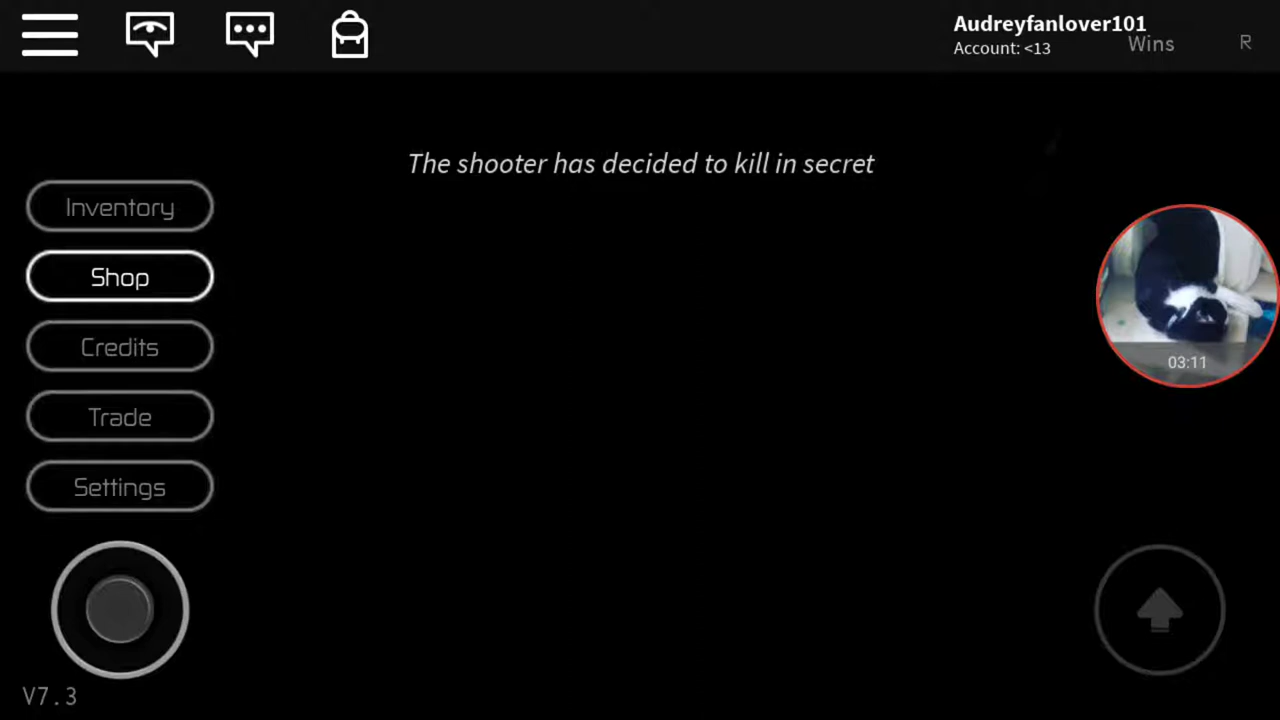 Audreyfanlover101
Account: <13
Wins
R
The shooter has decided to kill in secret
Inventory
Shop
Credits
Trade
Settings
03:11
V7.3